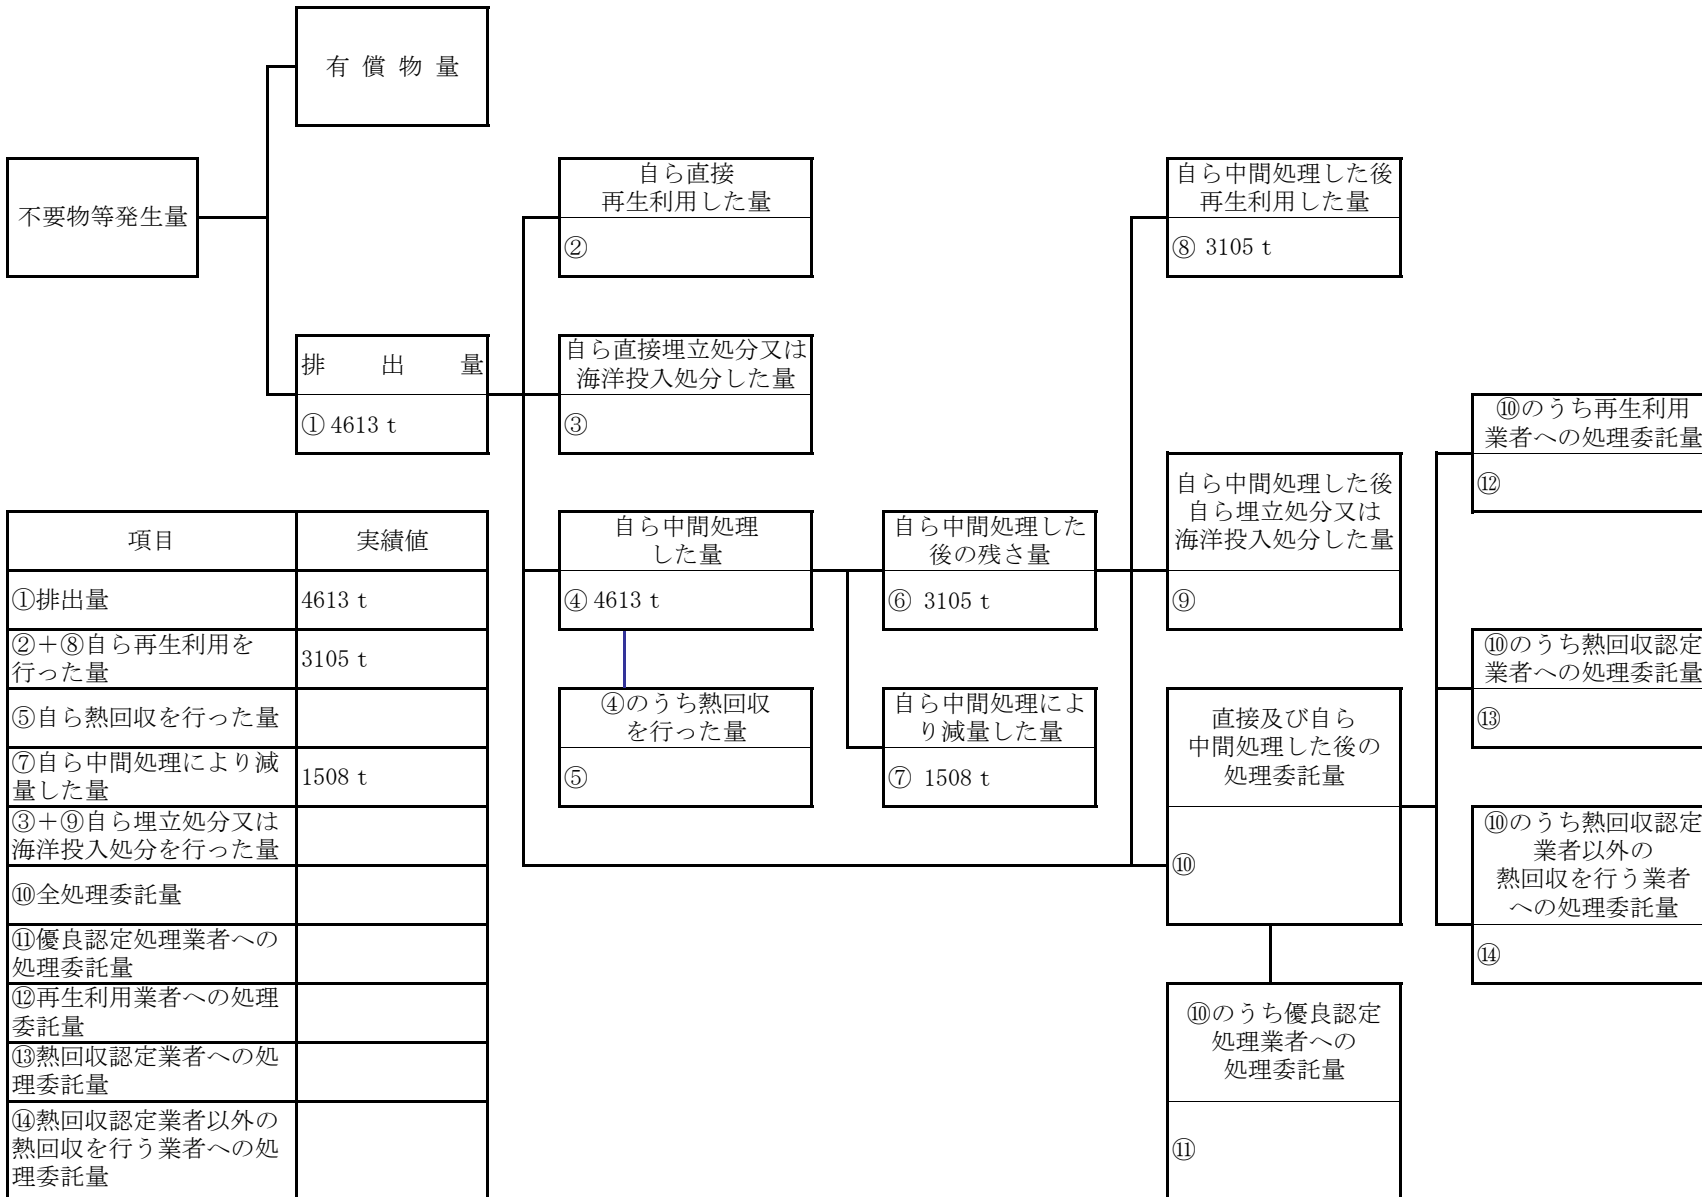 有 償 物 量
不要物等発生量
自ら直接
再生利用した量
②
自ら中間処理した後
再生利用した量
⑧ 3105 t
排 出 量
① 4613 t
自ら直接埋立処分又は
海洋投入処分した量
③
⑩のうち再生利用
業者への処理委託量
⑫
自ら中間処理した後
自ら埋立処分又は
海洋投入処分した量
⑨
自ら中間処理
した量
④ 4613 t
自ら中間処理した
後の残さ量
⑥ 3105 t
⑩のうち熱回収認定
業者への処理委託量
⑬
④のうち熱回収
を行った量
⑤
自ら中間処理によ
り減量した量
⑦ 1508 t
直接及び自ら
中間処理した後の
処理委託量
⑩
⑩のうち熱回収認定
業者以外の
熱回収を行う業者
への処理委託量
⑭
⑩のうち優良認定
処理業者への
処理委託量
⑪
項目 実績値
①排出量 4613 t
②＋⑧自ら再生利用を
行った量 3105 t
⑤自ら熱回収を行った量
⑦自ら中間処理により減
量した量 1508 t
③＋⑨自ら埋立処分又は
海洋投入処分を行った量
⑩全処理委託量
⑪優良認定処理業者への
処理委託量
⑫再生利用業者への処理
委託量
⑬熱回収認定業者への処
理委託量
⑭熱回収認定業者以外の
熱回収を行う業者への処
理委託量